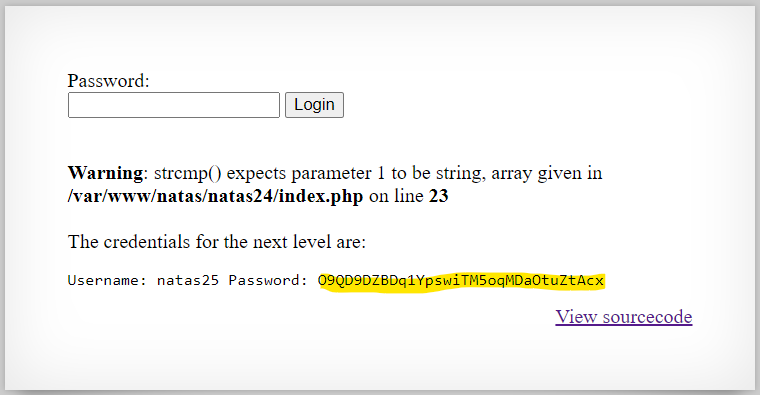 Password:
Login
Warning: strcmp() expects parameter 1 to be string, array given in
/var/www/natas/natas24/index.php on line 23
The credentials for the next level are:
Username: natas25 Password: O9QD9DZBDq1YpswiTM5oqMDaOtuZtAcx
View sourcecode